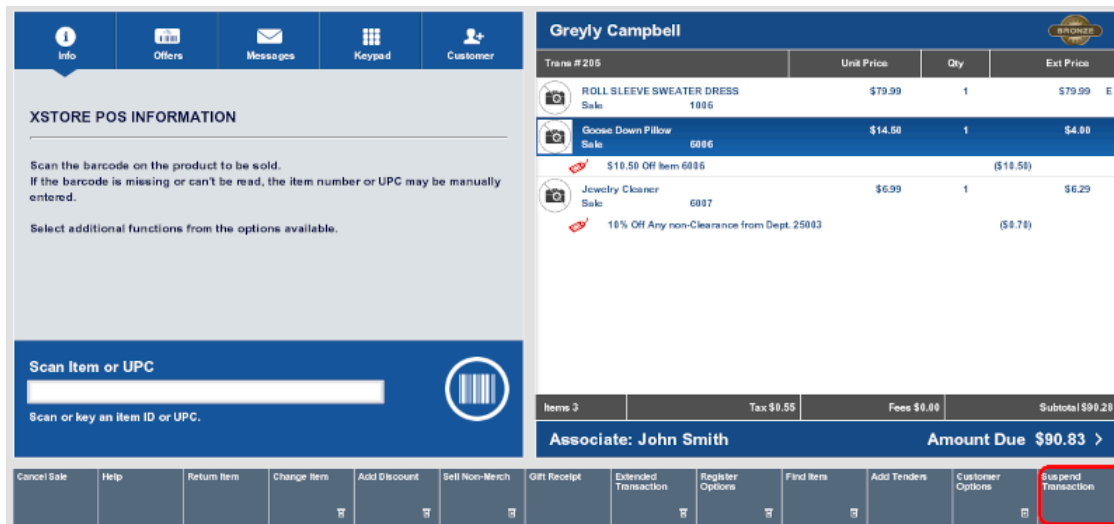 Info
Offers
Messages
Keypad
Customer
XSTORE POS INFORMATION
Scan the barcode on the product to be sold.
If the barcode is missing or can't be read, the item number or UPC may be manually
entered.
Select additional functions from the options available.
Scan Item or UPC
Scan or key an item ID or UPC.
Greyly Campbell
BRONZE
Trans # 205 Unit Price Qty Ext Price
ROLL SLEEVE SWEATER DRESS $79.99 1 $79.99 E
Sale 1006
Goose Down Pillow $14.50 1 $4.00
Sale 6006
$10.50 Off Item 6006 ($10.50)
Jewelry Cleaner $6.99 1 $6.29
Sale 6007
10% Off Any non-Clearance from Dept. 25003 ($0.70)
Items 3 Tax $0.55 Fees $0.00 Subtotal $90.28
Associate: John Smith Amount Due $90.83 >
Cancel Sale
Help
Return Item
Change Item
Add Discount
Sell Non-Merch
Gift Receipt
Extended
Transaction
Register
Options
Find Item
Add Tenders
Customer
Options
Suspend
Transaction